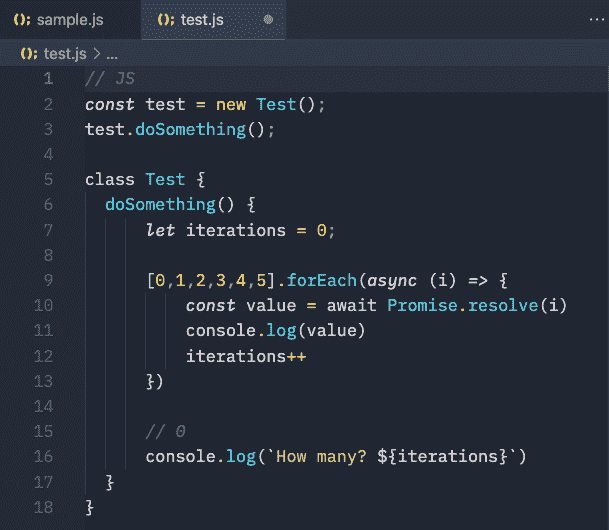 (); sample.js (); test.js ● ...
(); test.js > ...
1 // JS
2 const test = new Test();
3 test.doSomething();
4
5 class Test {
6   doSomething() {
7       let iterations = 0;
8
9       [0,1,2,3,4,5].forEach(async (i) => {
10          const value = await Promise.resolve(i)
11          console.log(value)
12          iterations++
13      })
14
15      // 0
16      console.log(`How many? ${iterations}`)
17  }
18 }